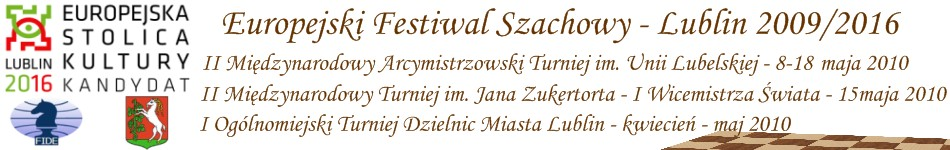 EUROPEJSKA
STOLICA
KULTURY
LUBLIN
2016 KANDYDAT
FIDE
Europejski Festiwal Szachowy - Lublin 2009/2016
II Międzynarodowy Arcymistrzowski Turniej im. Unii Lubelskiej - 8-18 maja 2010
II Międzynarodowy Turniej im. Jana Zukertorta - I Wicemistrza Świata - 15maja 2010
I Ogólnomiejski Turniej Dzielnic Miasta Lublin - kwiecień - maj 2010